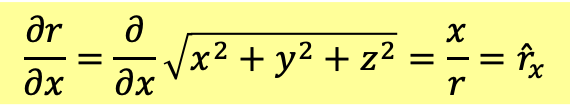 ∂r/∂x = ∂/∂x √(x² + y² + z²) = x/r = r̂ₓ